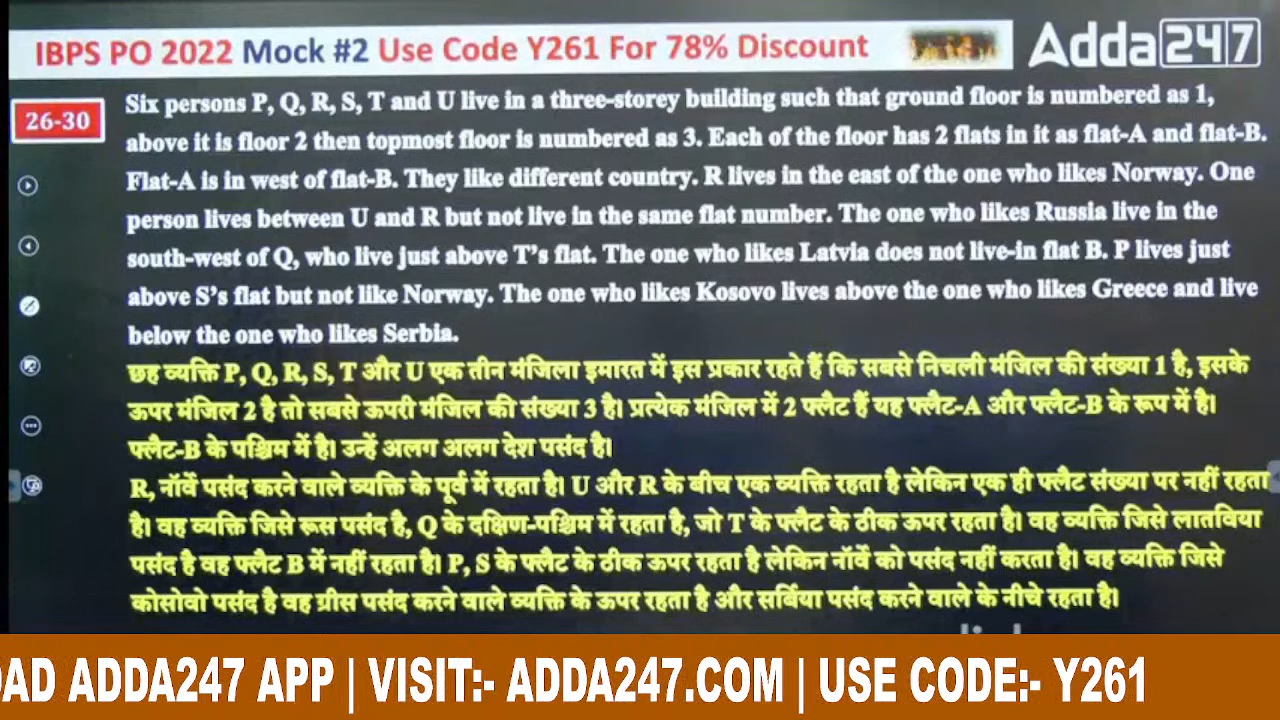 IBPS PO 2022 Mock #2 Use Code Y261 For 78% Discount
Adda247
26-30
Six persons P, Q, R, S, T and U live in a three-storey building such that ground floor is numbered as 1,
above it is floor 2 then topmost floor is numbered as 3. Each of the floor has 2 flats in it as flat-A and flat-B.
Flat-A is in west of flat-B. They like different country. R lives in the east of the one who likes Norway. One
person lives between U and R but not live in the same flat number. The one who likes Russia live in the
south-west of Q, who live just above T's flat. The one who likes Latvia does not live-in flat B. P lives just
above S's flat but not like Norway. The one who likes Kosovo lives above the one who likes Greece and live
below the one who likes Serbia.
छह व्यक्ति P, Q, R, S, T और U एक तीन मंजिला इमारत में इस प्रकार रहते हैं कि सबसे निचली मंजिल की संख्या 1 है, इसके
ऊपर मंजिल 2 है तो सबसे ऊपरी मंजिल की संख्या 3 है। प्रत्येक मंजिल में 2 फ्लैट हैं यह फ्लैट-A और फ्लैट-B के रूप में है।
फ्लैट-B के पश्चिम में है। उन्हें अलग अलग देश पसंद है।
R, नॉर्वे पसंद करने वाले व्यक्ति के पूर्व में रहता है। U और R के बीच एक व्यक्ति रहता है लेकिन एक ही फ्लैट संख्या पर नहीं रहता
है। वह व्यक्ति जिसे रूस पसंद है, Q के दक्षिण-पश्चिम में रहता है, जो T के फ्लैट के ठीक ऊपर रहता है। वह व्यक्ति जिसे लातविया
पसंद है वह फ्लैट B में नहीं रहता है। P, S के फ्लैट के ठीक ऊपर रहता है लेकिन नॉर्वे को पसंद नहीं करता है। वह व्यक्ति जिसे
कोसोवो पसंद है वह ग्रीस पसंद करने वाले व्यक्ति के ऊपर रहता है और सर्बिया पसंद करने वाले के नीचे रहता है।
OAD ADDA247 APP | VISIT:- ADDA247.COM | USE CODE:- Y261